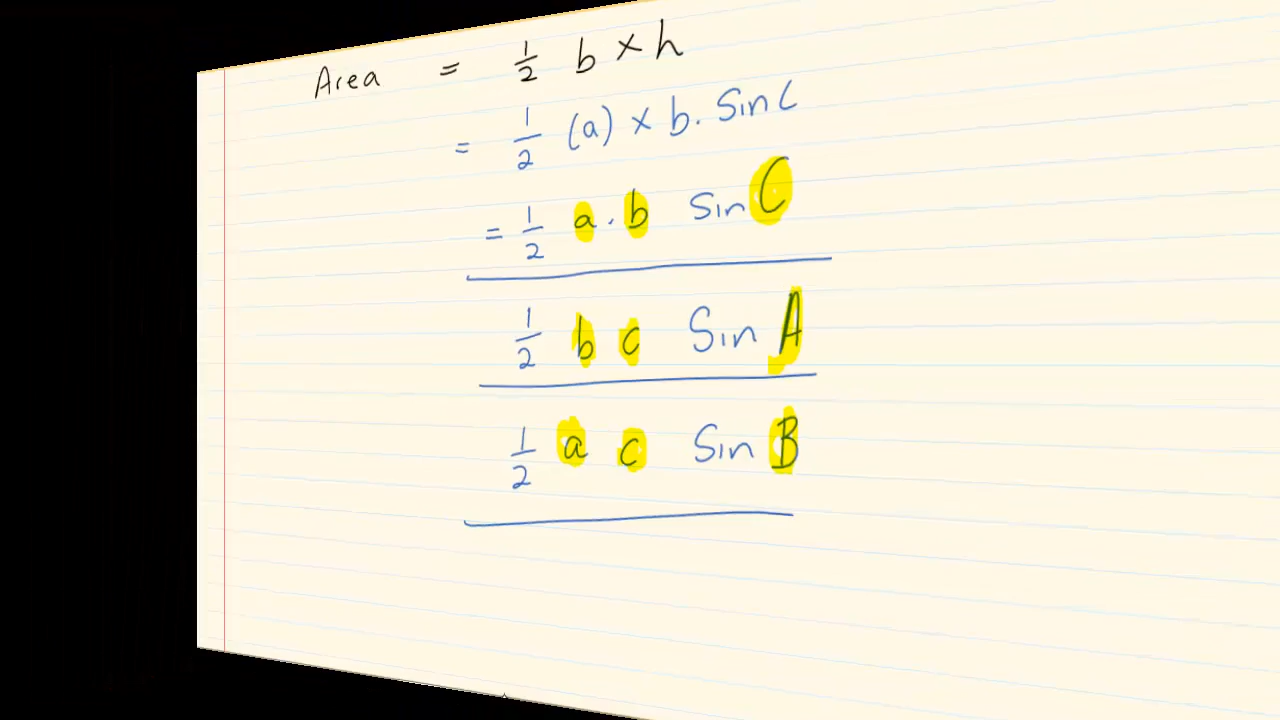 Area = 1/2 b × h
= 1/2 (a) × b. Sin C
= 1/2 a . b Sin C
1/2 b c Sin A
1/2 a c Sin B